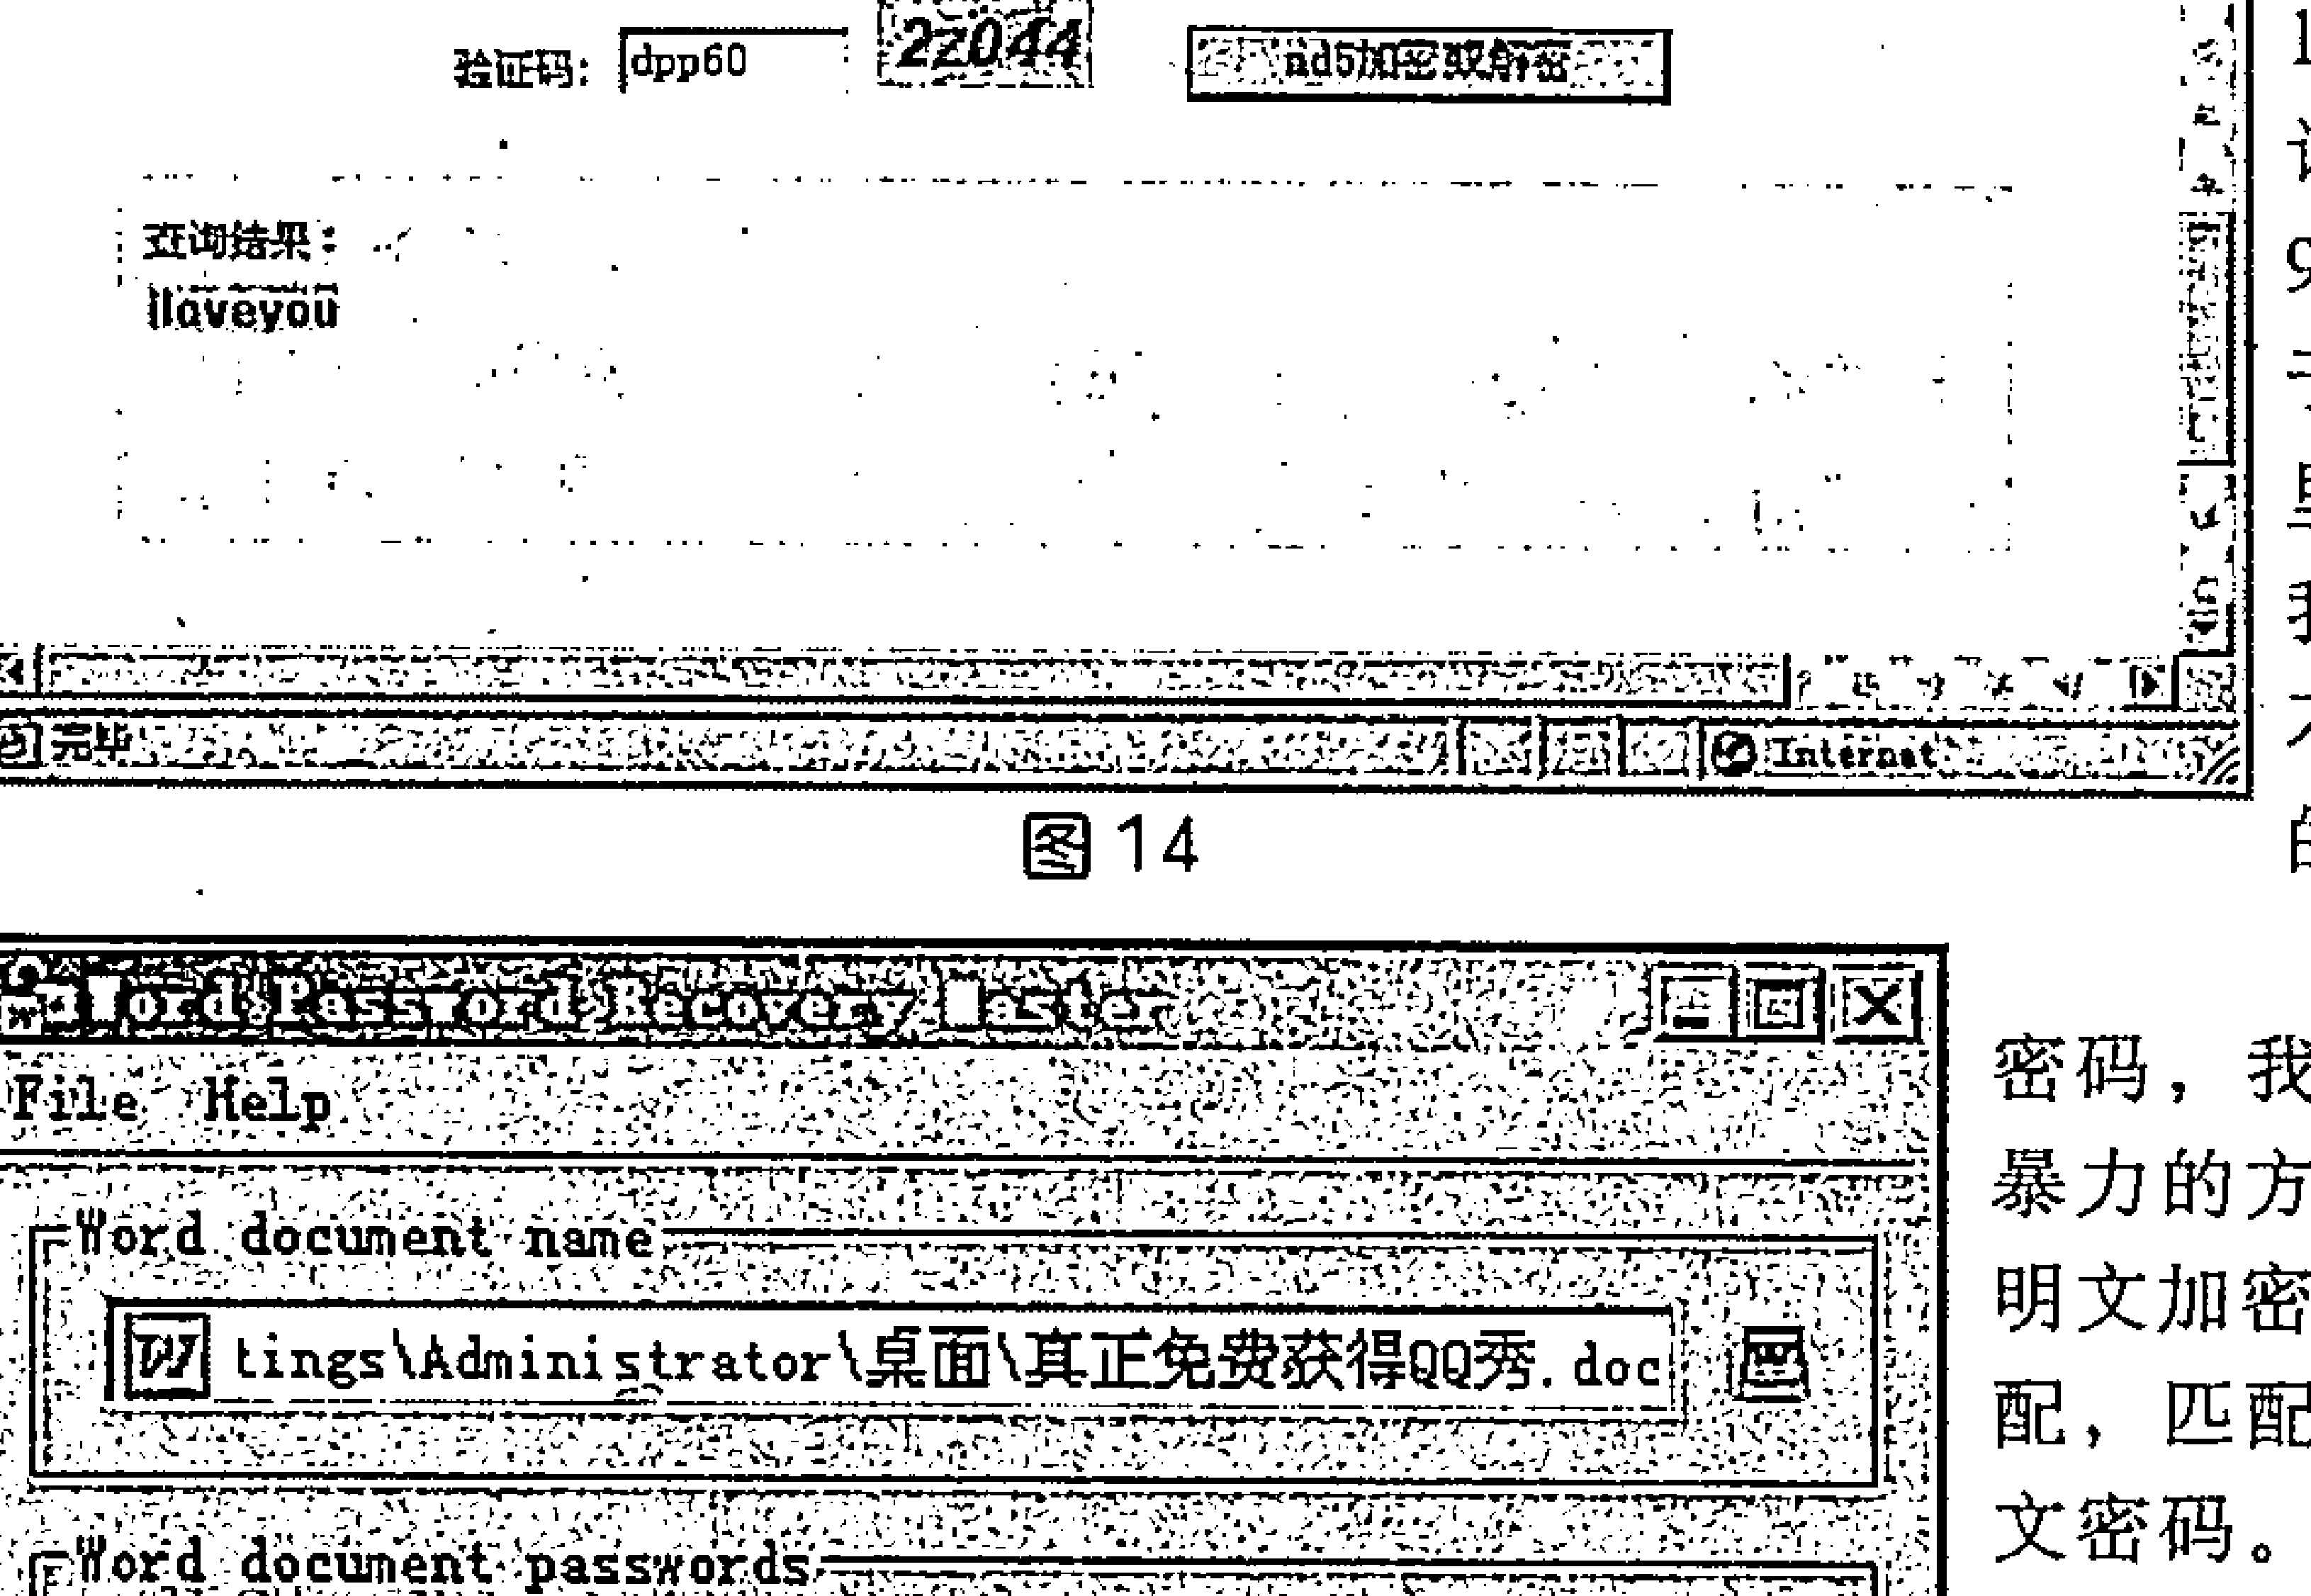 验证码: dpp60 2z044 md5加密或解密
查询结果:
iloveyou
完毕 Internet
图14
Word Password Recovery Master
File Help
Word document name
tings\Administrator\桌面\真正免费获得QQ秀.doc
Word document passwords
密码，我
暴力的方
明文加密
配，匹配
文密码。